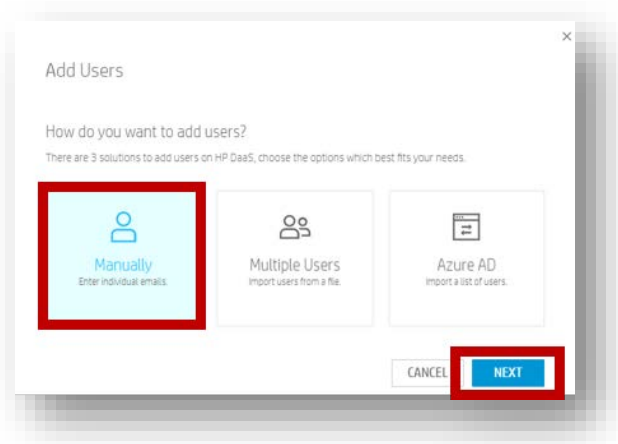 ×
Add Users
How do you want to add users?
There are 3 solutions to add users on HP DaaS, choose the options which best fits your needs.
Manually
Enter individual emails.
Multiple Users
Import users from a file.
Azure AD
Import a list of users.
CANCEL
NEXT